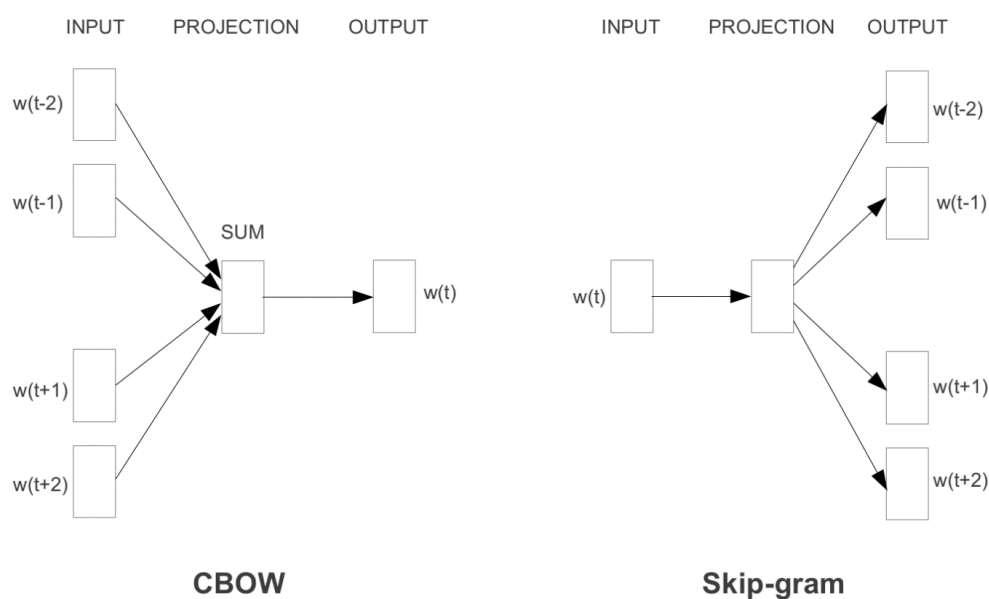 INPUT PROJECTION OUTPUT
w(t-2)
w(t-1)
SUM
w(t)
w(t+1)
w(t+2)
CBOW
INPUT PROJECTION OUTPUT
w(t-2)
w(t-1)
w(t)
w(t+1)
w(t+2)
Skip-gram